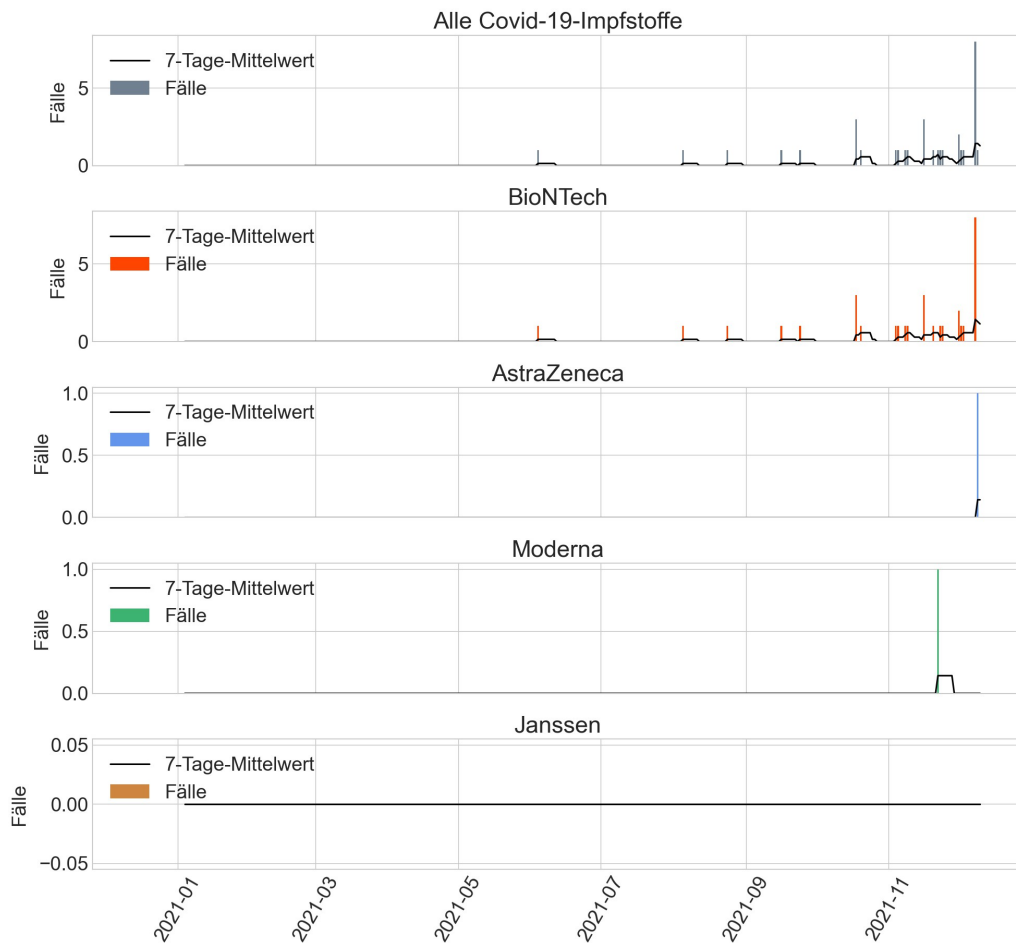 Alle Covid-19-Impfstoffe
7-Tage-Mittelwert
Fälle
Fälle
5
0
BioNTech
7-Tage-Mittelwert
Fälle
Fälle
5
0
AstraZeneca
1.0
7-Tage-Mittelwert
Fälle
Fälle
0.5
0.0
Moderna
1.0
7-Tage-Mittelwert
Fälle
Fälle
0.5
0.0
Janssen
0.05
7-Tage-Mittelwert
Fälle
Fälle
0.00
−0.05
2021-01
2021-03
2021-05
2021-07
2021-09
2021-11